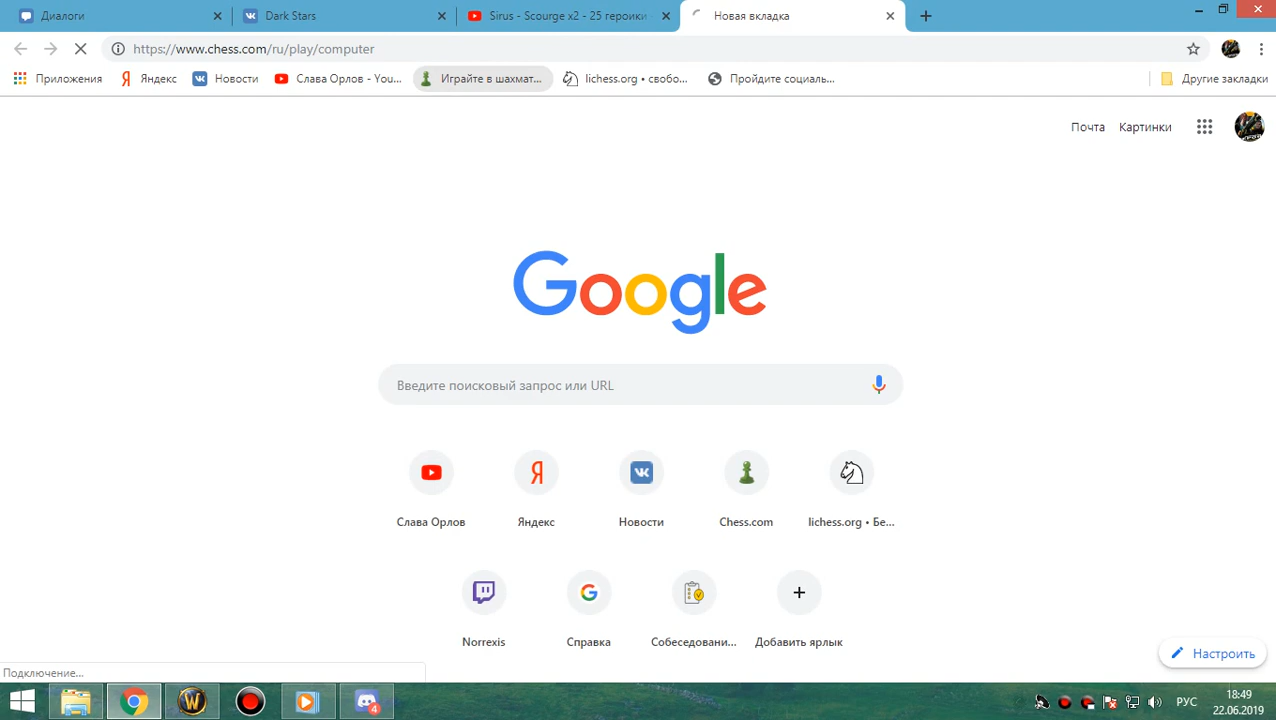 Диалоги
Dark Stars
Sirus - Scourge x2 - 25 героики
Новая вкладка
https://www.chess.com/ru/play/computer
Приложения
Яндекс
Новости
Слава Орлов - You...
Играйте в шахмат...
lichess.org • свобо...
Пройдите социаль...
Другие закладки
Почта
Картинки
Google
Введите поисковый запрос или URL
Слава Орлов
Яндекс
Новости
Chess.com
lichess.org • Бе...
Norrexis
Справка
Собеседовани...
Добавить ярлык
Настроить
Подключение...
4
РУС
18:49
22.06.2019